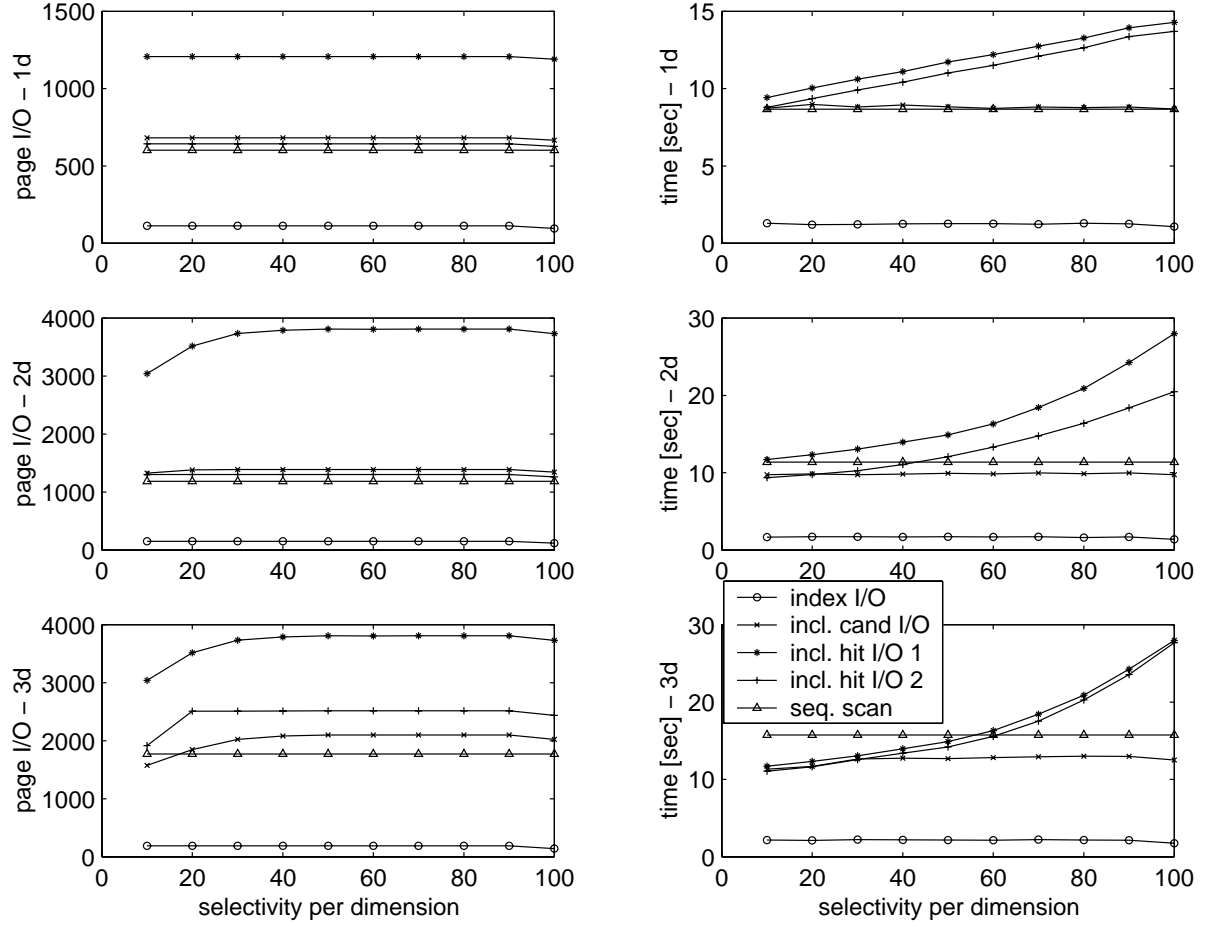 1500
1000
500
0
0 20 40 60 80 100
page I/O − 1d
15
10
5
0
0 20 40 60 80 100
time [sec] − 1d
4000
3000
2000
1000
0
0 20 40 60 80 100
page I/O − 2d
30
20
10
0
0 20 40 60 80 100
time [sec] − 2d
4000
3000
2000
1000
0
0 20 40 60 80 100
page I/O − 3d
selectivity per dimension
index I/O
incl. cand I/O
incl. hit I/O 1
incl. hit I/O 2
seq. scan
30
20
10
0
0 20 40 60 80 100
time [sec] − 3d
selectivity per dimension